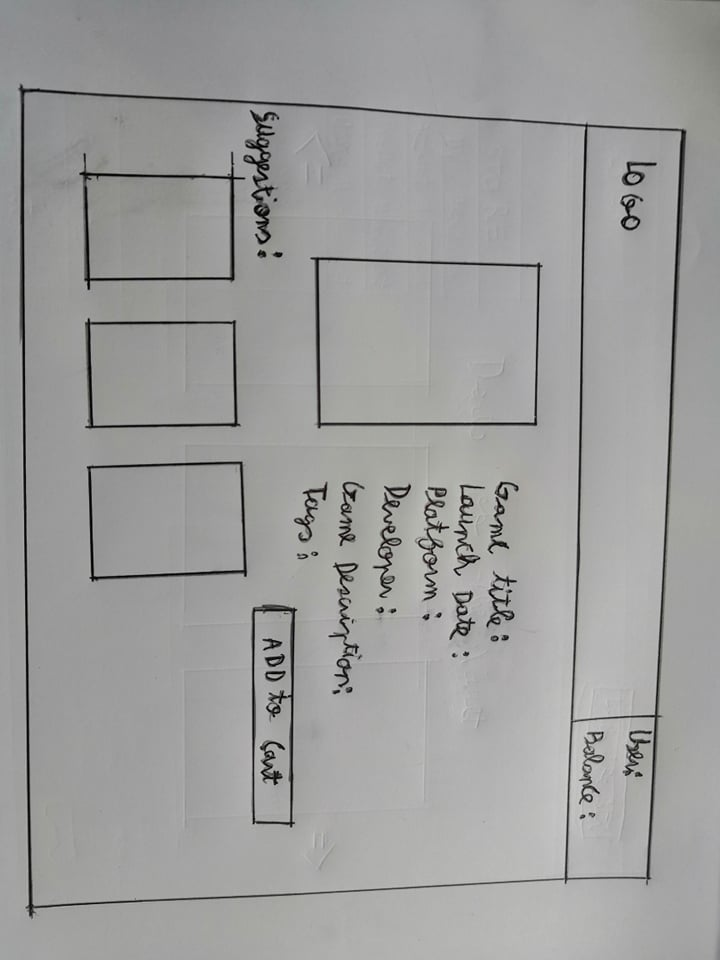 LOGO
User:
Balance:
Game title:
Launch Date:
Platform:
Developer:
Game Description:
Tags:
ADD to Cart
Suggestions: